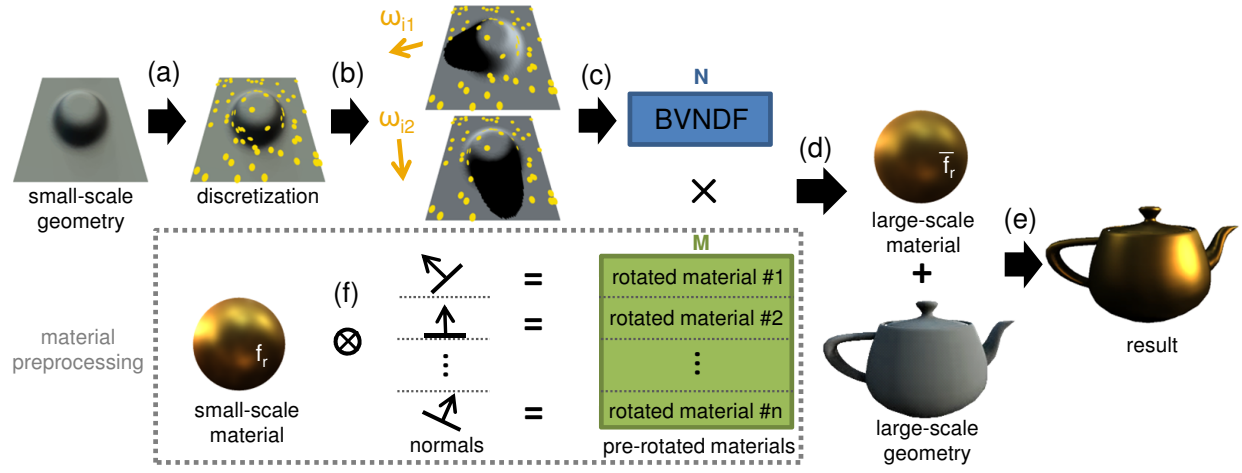 (a)
(b)
ωi1
ωi2
(c)
N
BVNDF
×
(d)
f̅r
(e)
small-scale
geometry
discretization
large-scale
material
+
large-scale
geometry
result
material
preprocessing
fr
small-scale
material
(f)
⊗
=
=
⋮
=
normals
M
rotated material #1
rotated material #2
⋮
rotated material #n
pre-rotated materials